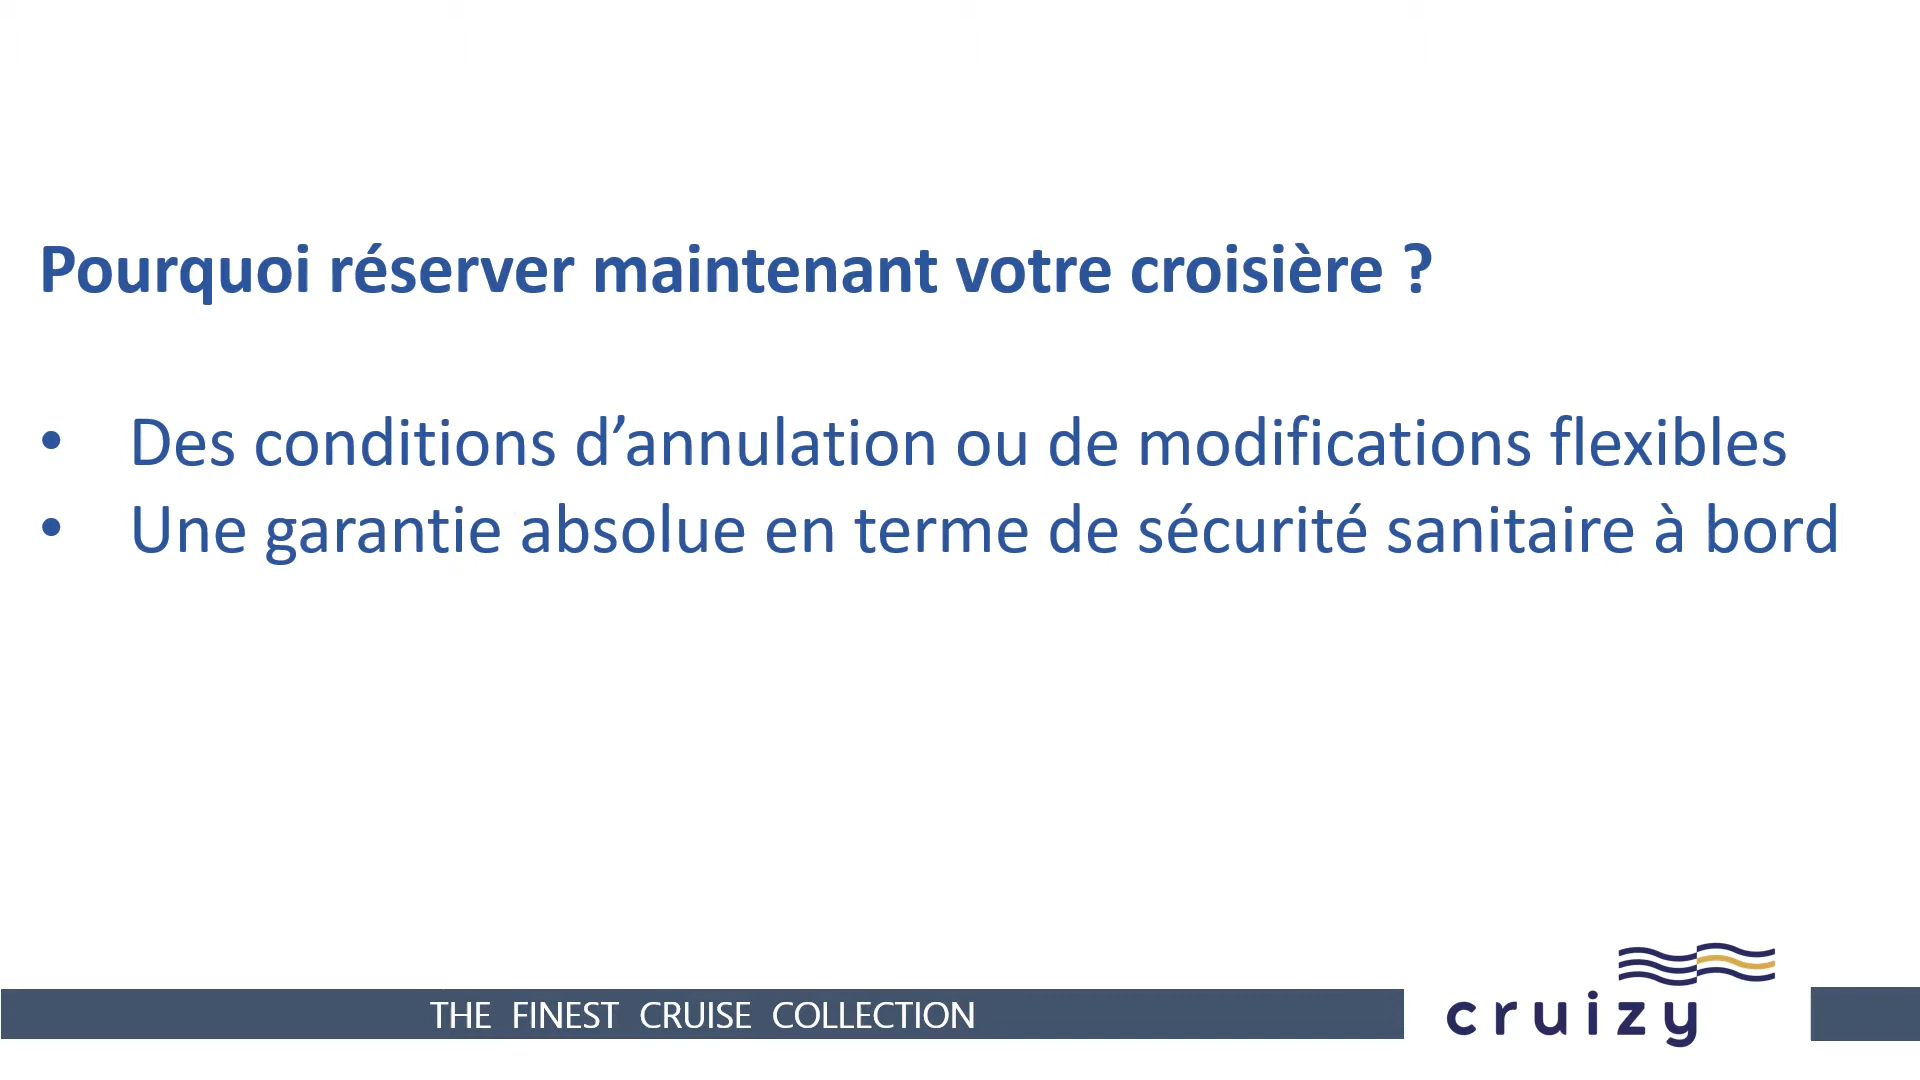 Pourquoi réserver maintenant votre croisière ?
• Des conditions d’annulation ou de modifications flexibles
• Une garantie absolue en terme de sécurité sanitaire à bord
THE FINEST CRUISE COLLECTION
cruizy